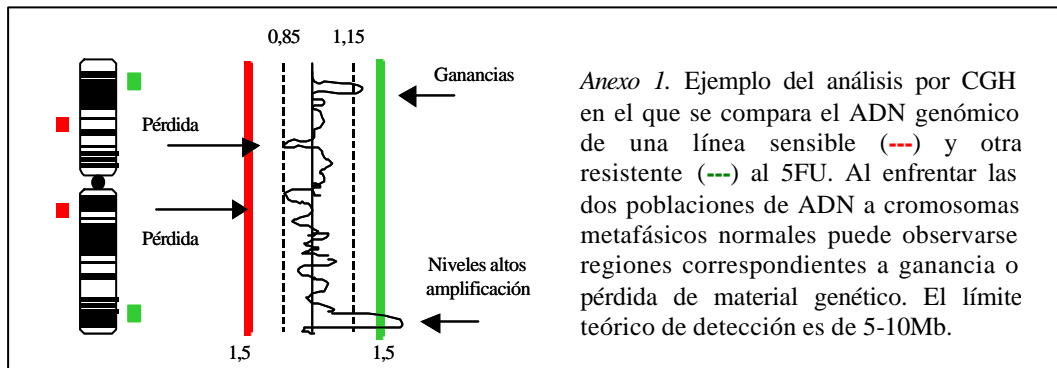 0,85 1,15
Ganancias
Pérdida
Pérdida
Niveles altos
amplificación
1,5 1,5
Anexo 1. Ejemplo del análisis por CGH
en el que se compara el ADN genómico
de una línea sensible (---) y otra
resistente (---) al 5FU. Al enfrentar las
dos poblaciones de ADN a cromosomas
metafásicos normales puede observarse
regiones correspondientes a ganancia o
pérdida de material genético. El límite
teórico de detección es de 5-10Mb.